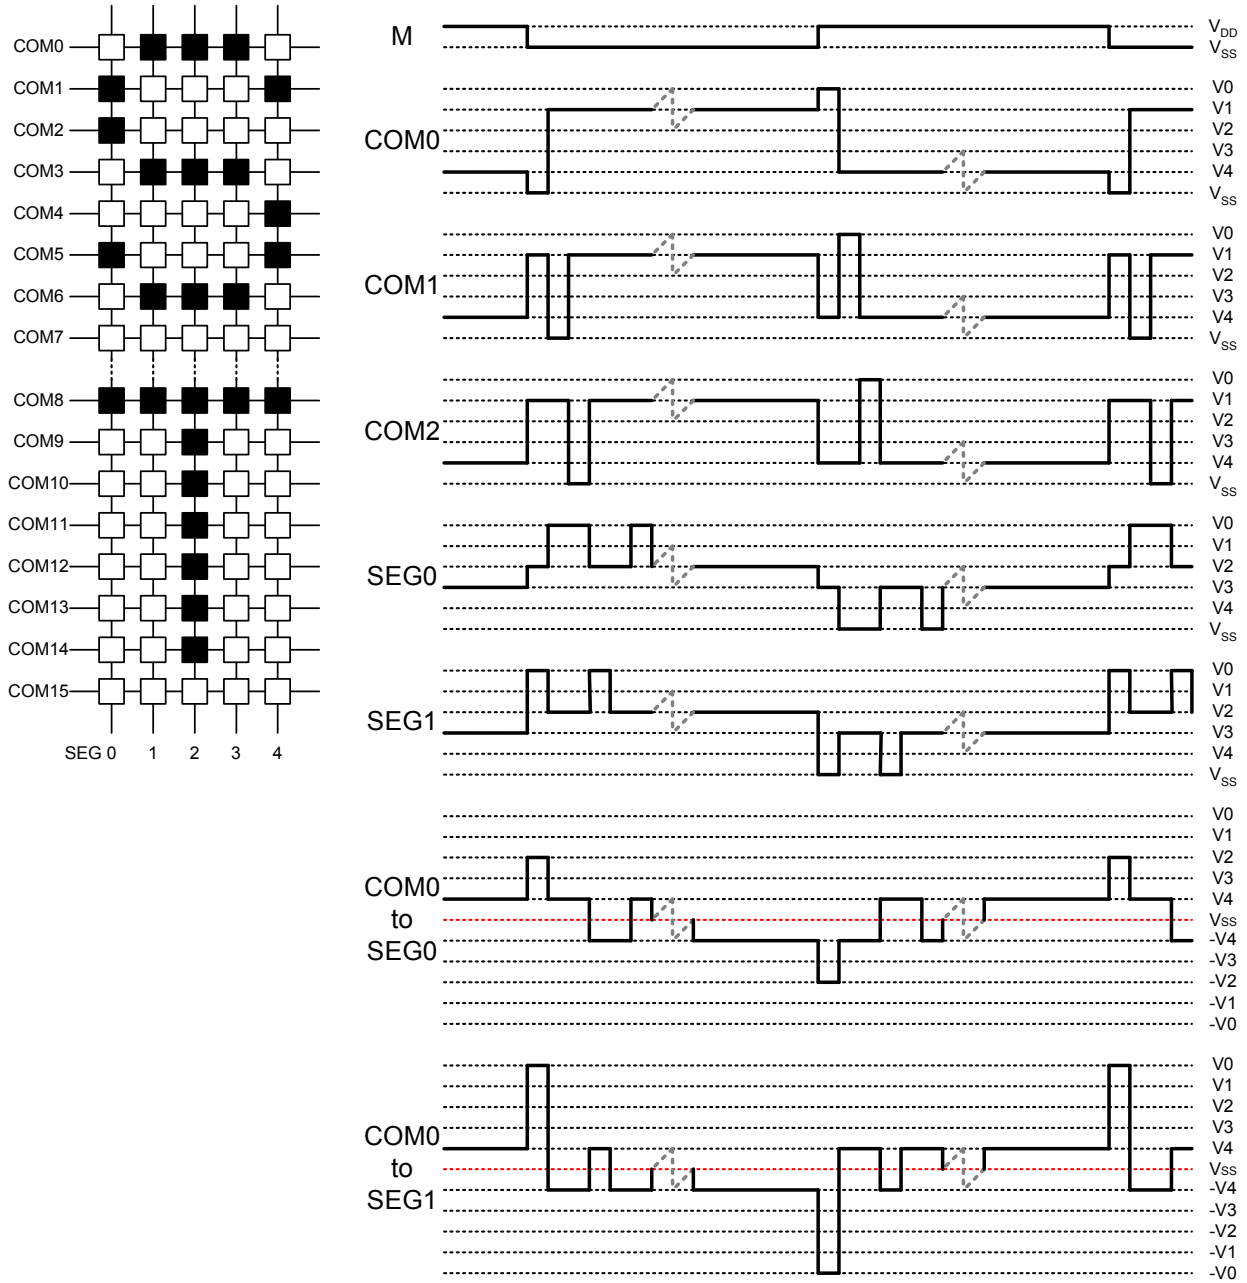 COM0
COM1
COM2
COM3
COM4
COM5
COM6
COM7
COM8
COM9
COM10
COM11
COM12
COM13
COM14
COM15
SEG 0 1 2 3 4
M
VDD
VSS
COM0
V0
V1
V2
V3
V4
VSS
COM1
V0
V1
V2
V3
V4
VSS
COM2
V0
V1
V2
V3
V4
VSS
SEG0
V0
V1
V2
V3
V4
VSS
SEG1
V0
V1
V2
V3
V4
VSS
COM0
to
SEG0
V0
V1
V2
V3
V4
Vss
-V4
-V3
-V2
-V1
-V0
COM0
to
SEG1
V0
V1
V2
V3
V4
Vss
-V4
-V3
-V2
-V1
-V0